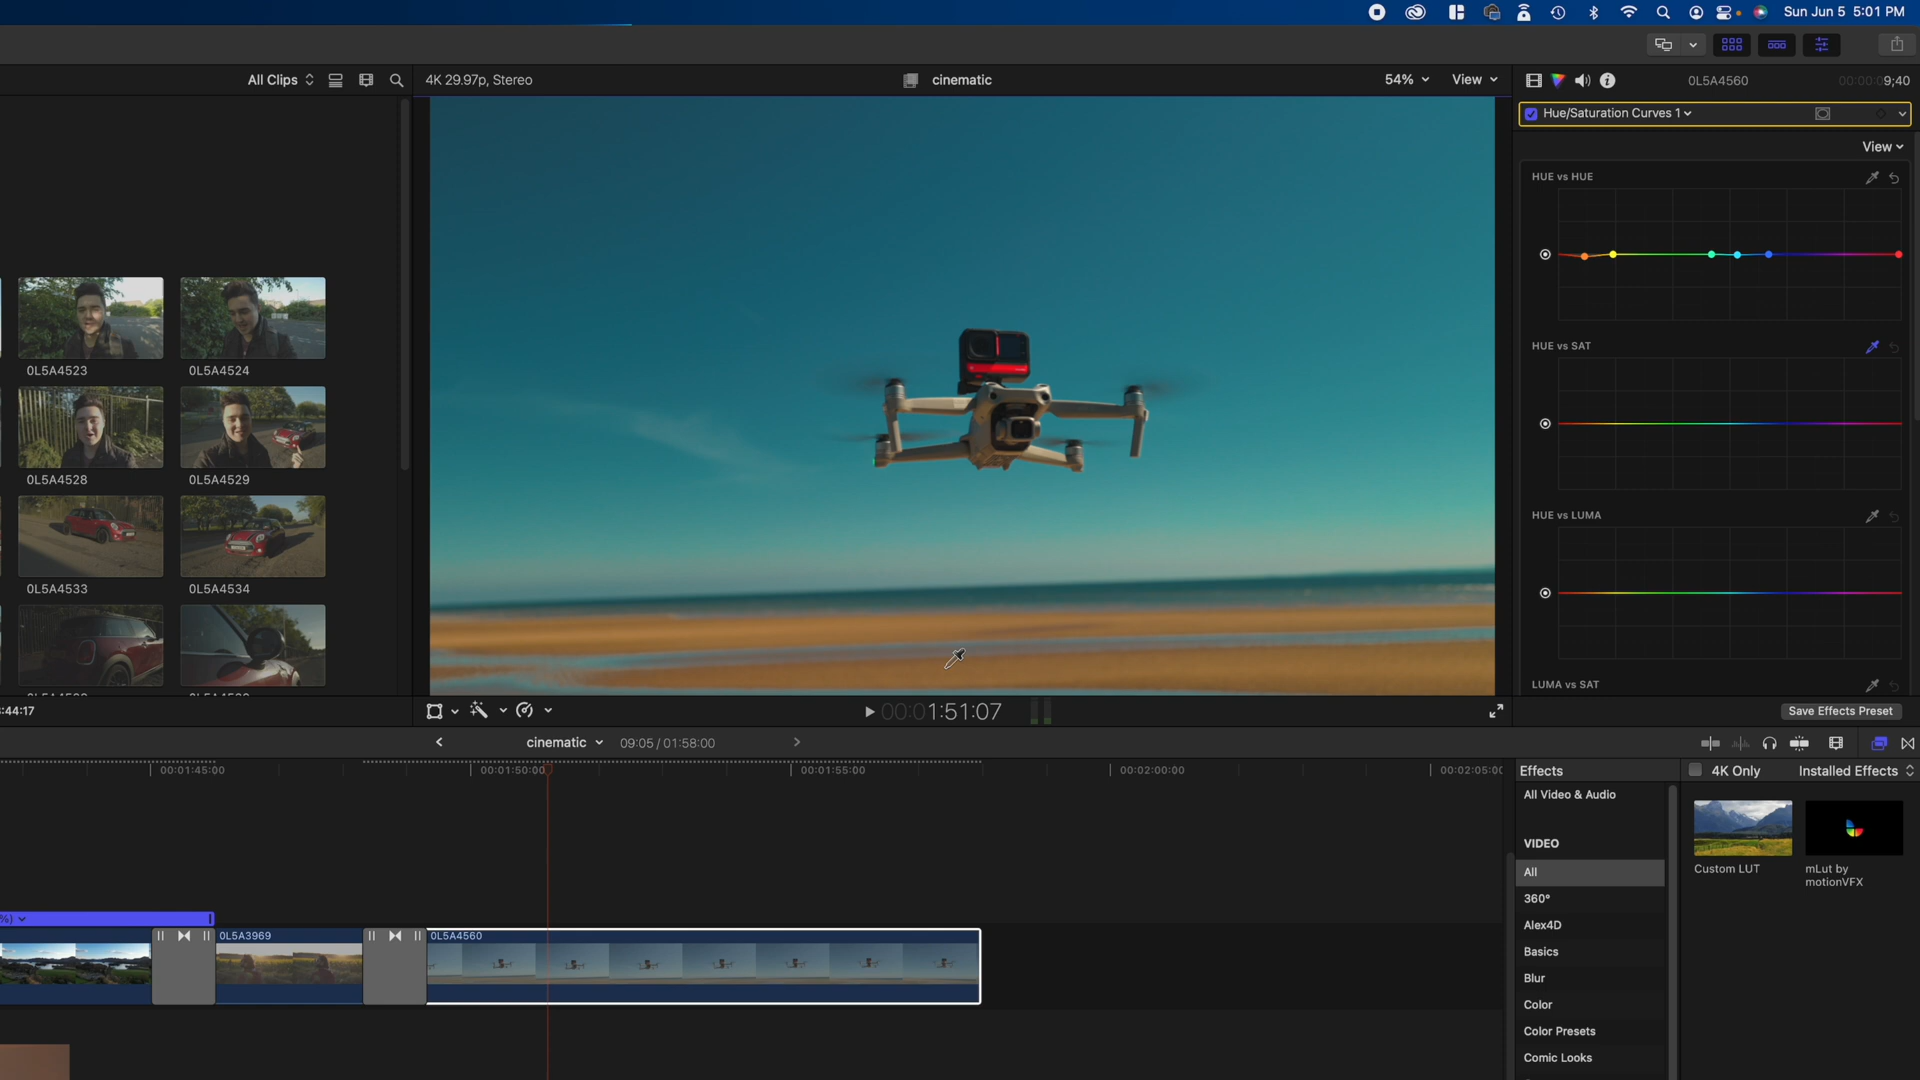 Sun Jun 5 5:01 PM
All Clips
4K 29.97p, Stereo
cinematic
54%
View
0L5A4560
00:00:09;40
Hue/Saturation Curves 1
View
HUE vs HUE
HUE vs SAT
HUE vs LUMA
LUMA vs SAT
0L5A4523
0L5A4524
0L5A4528
0L5A4529
0L5A4533
0L5A4534
:44:17
00:01:51:07
Save Effects Preset
cinematic
09:05 / 01:58:00
00:01:45:00
00:01:50:00
00:01:55:00
00:02:00:00
00:02:05:00
Effects
4K Only
Installed Effects
All Video & Audio
VIDEO
All
360°
Alex4D
Basics
Blur
Color
Color Presets
Comic Looks
Custom LUT
mLut by
motionVFX
%)
0L5A3969
0L5A4560